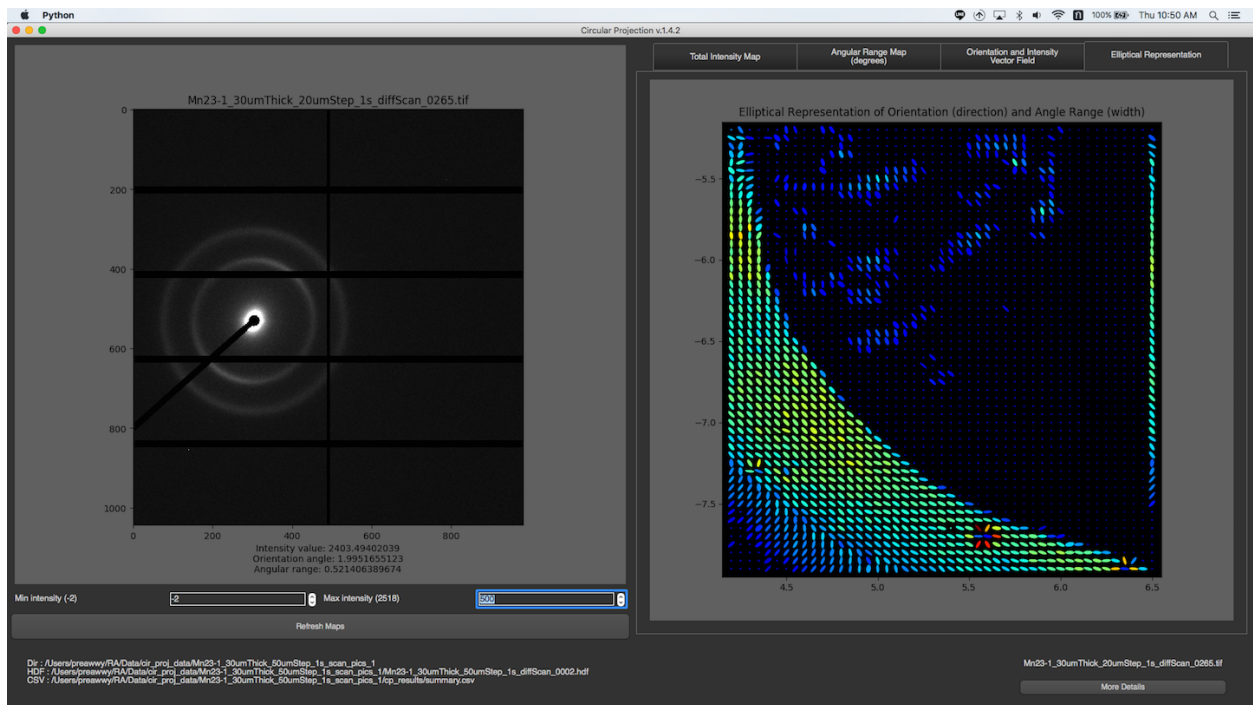 Python
100%
Thu 10:50 AM
Circular Projection v.1.4.2
Total Intensity Map
Angular Range Map
(degrees)
Orientation and Intensity
Vector Field
Elliptical Representation
Mn23-1_30umThick_20umStep_1s_diffScan_0265.tif
0
200
400
600
800
1000
0
200
400
600
800
Intensity value: 2403.49402039
Orientation angle: 1.9951655123
Angular range: 0.521406389674
Elliptical Representation of Orientation (direction) and Angle Range (width)
−5.5
−6.0
−6.5
−7.0
−7.5
4.5
5.0
5.5
6.0
6.5
Min intensity (-2)
-2
Max intensity (2518)
500
Refresh Maps
Dir : /Users/preawwy/RA/Data/cir_proj_data/Mn23-1_30umThick_50umStep_1s_scan_pics_1
HDF : /Users/preawwy/RA/Data/cir_proj_data/Mn23-1_30umThick_50umStep_1s_scan_pics_1/Mn23-1_30umThick_50umStep_1s_diffScan_0002.hdf
CSV : /Users/preawwy/RA/Data/cir_proj_data/Mn23-1_30umThick_50umStep_1s_scan_pics_1/cp_results/summary.csv
Mn23-1_30umThick_20umStep_1s_diffScan_0265.tif
More Details